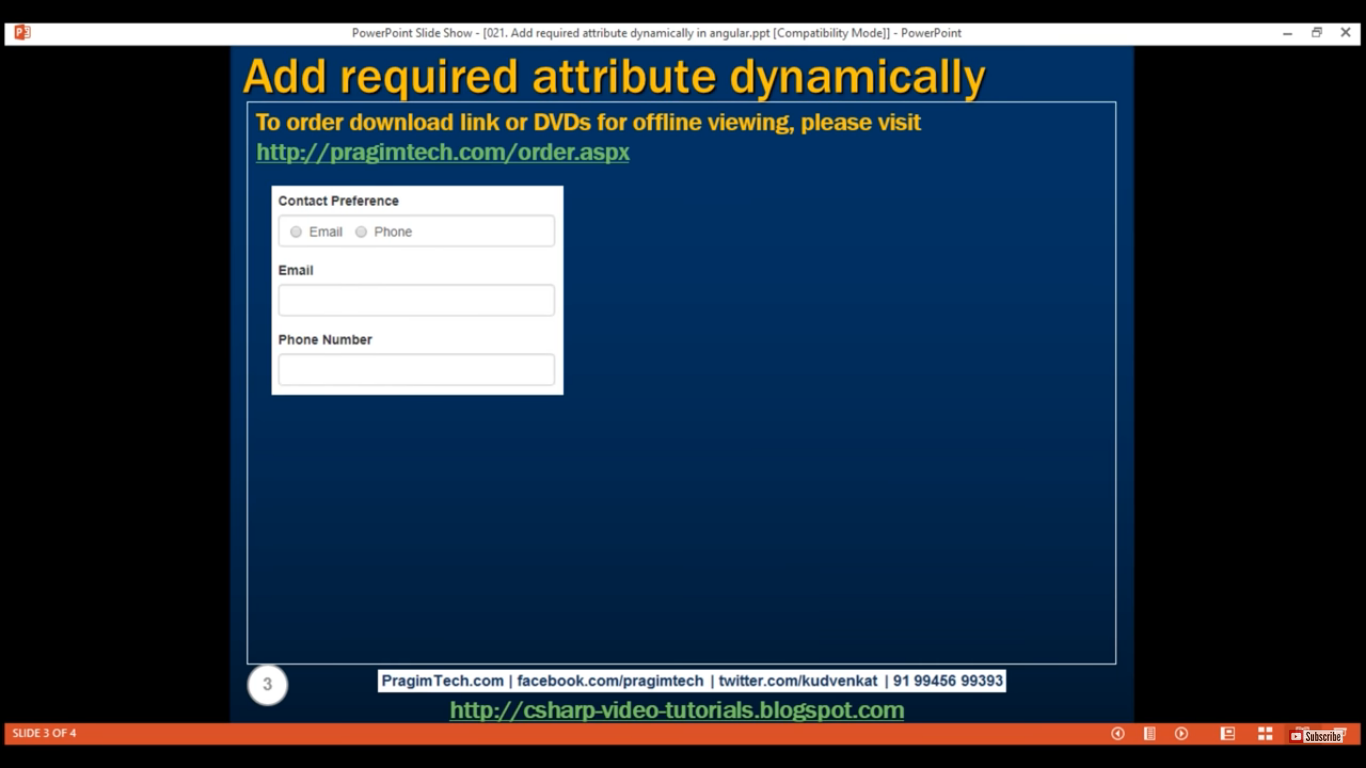 PowerPoint Slide Show - [021. Add required attribute dynamically in angular.ppt [Compatibility Mode]] - PowerPoint
Add required attribute dynamically
To order download link or DVDs for offline viewing, please visit
http://pragimtech.com/order.aspx
Contact Preference
Email Phone
Email
Phone Number
3
PragimTech.com | facebook.com/pragimtech | twitter.com/kudvenkat | 91 99456 99393
http://csharp-video-tutorials.blogspot.com
SLIDE 3 OF 4
Subscribe